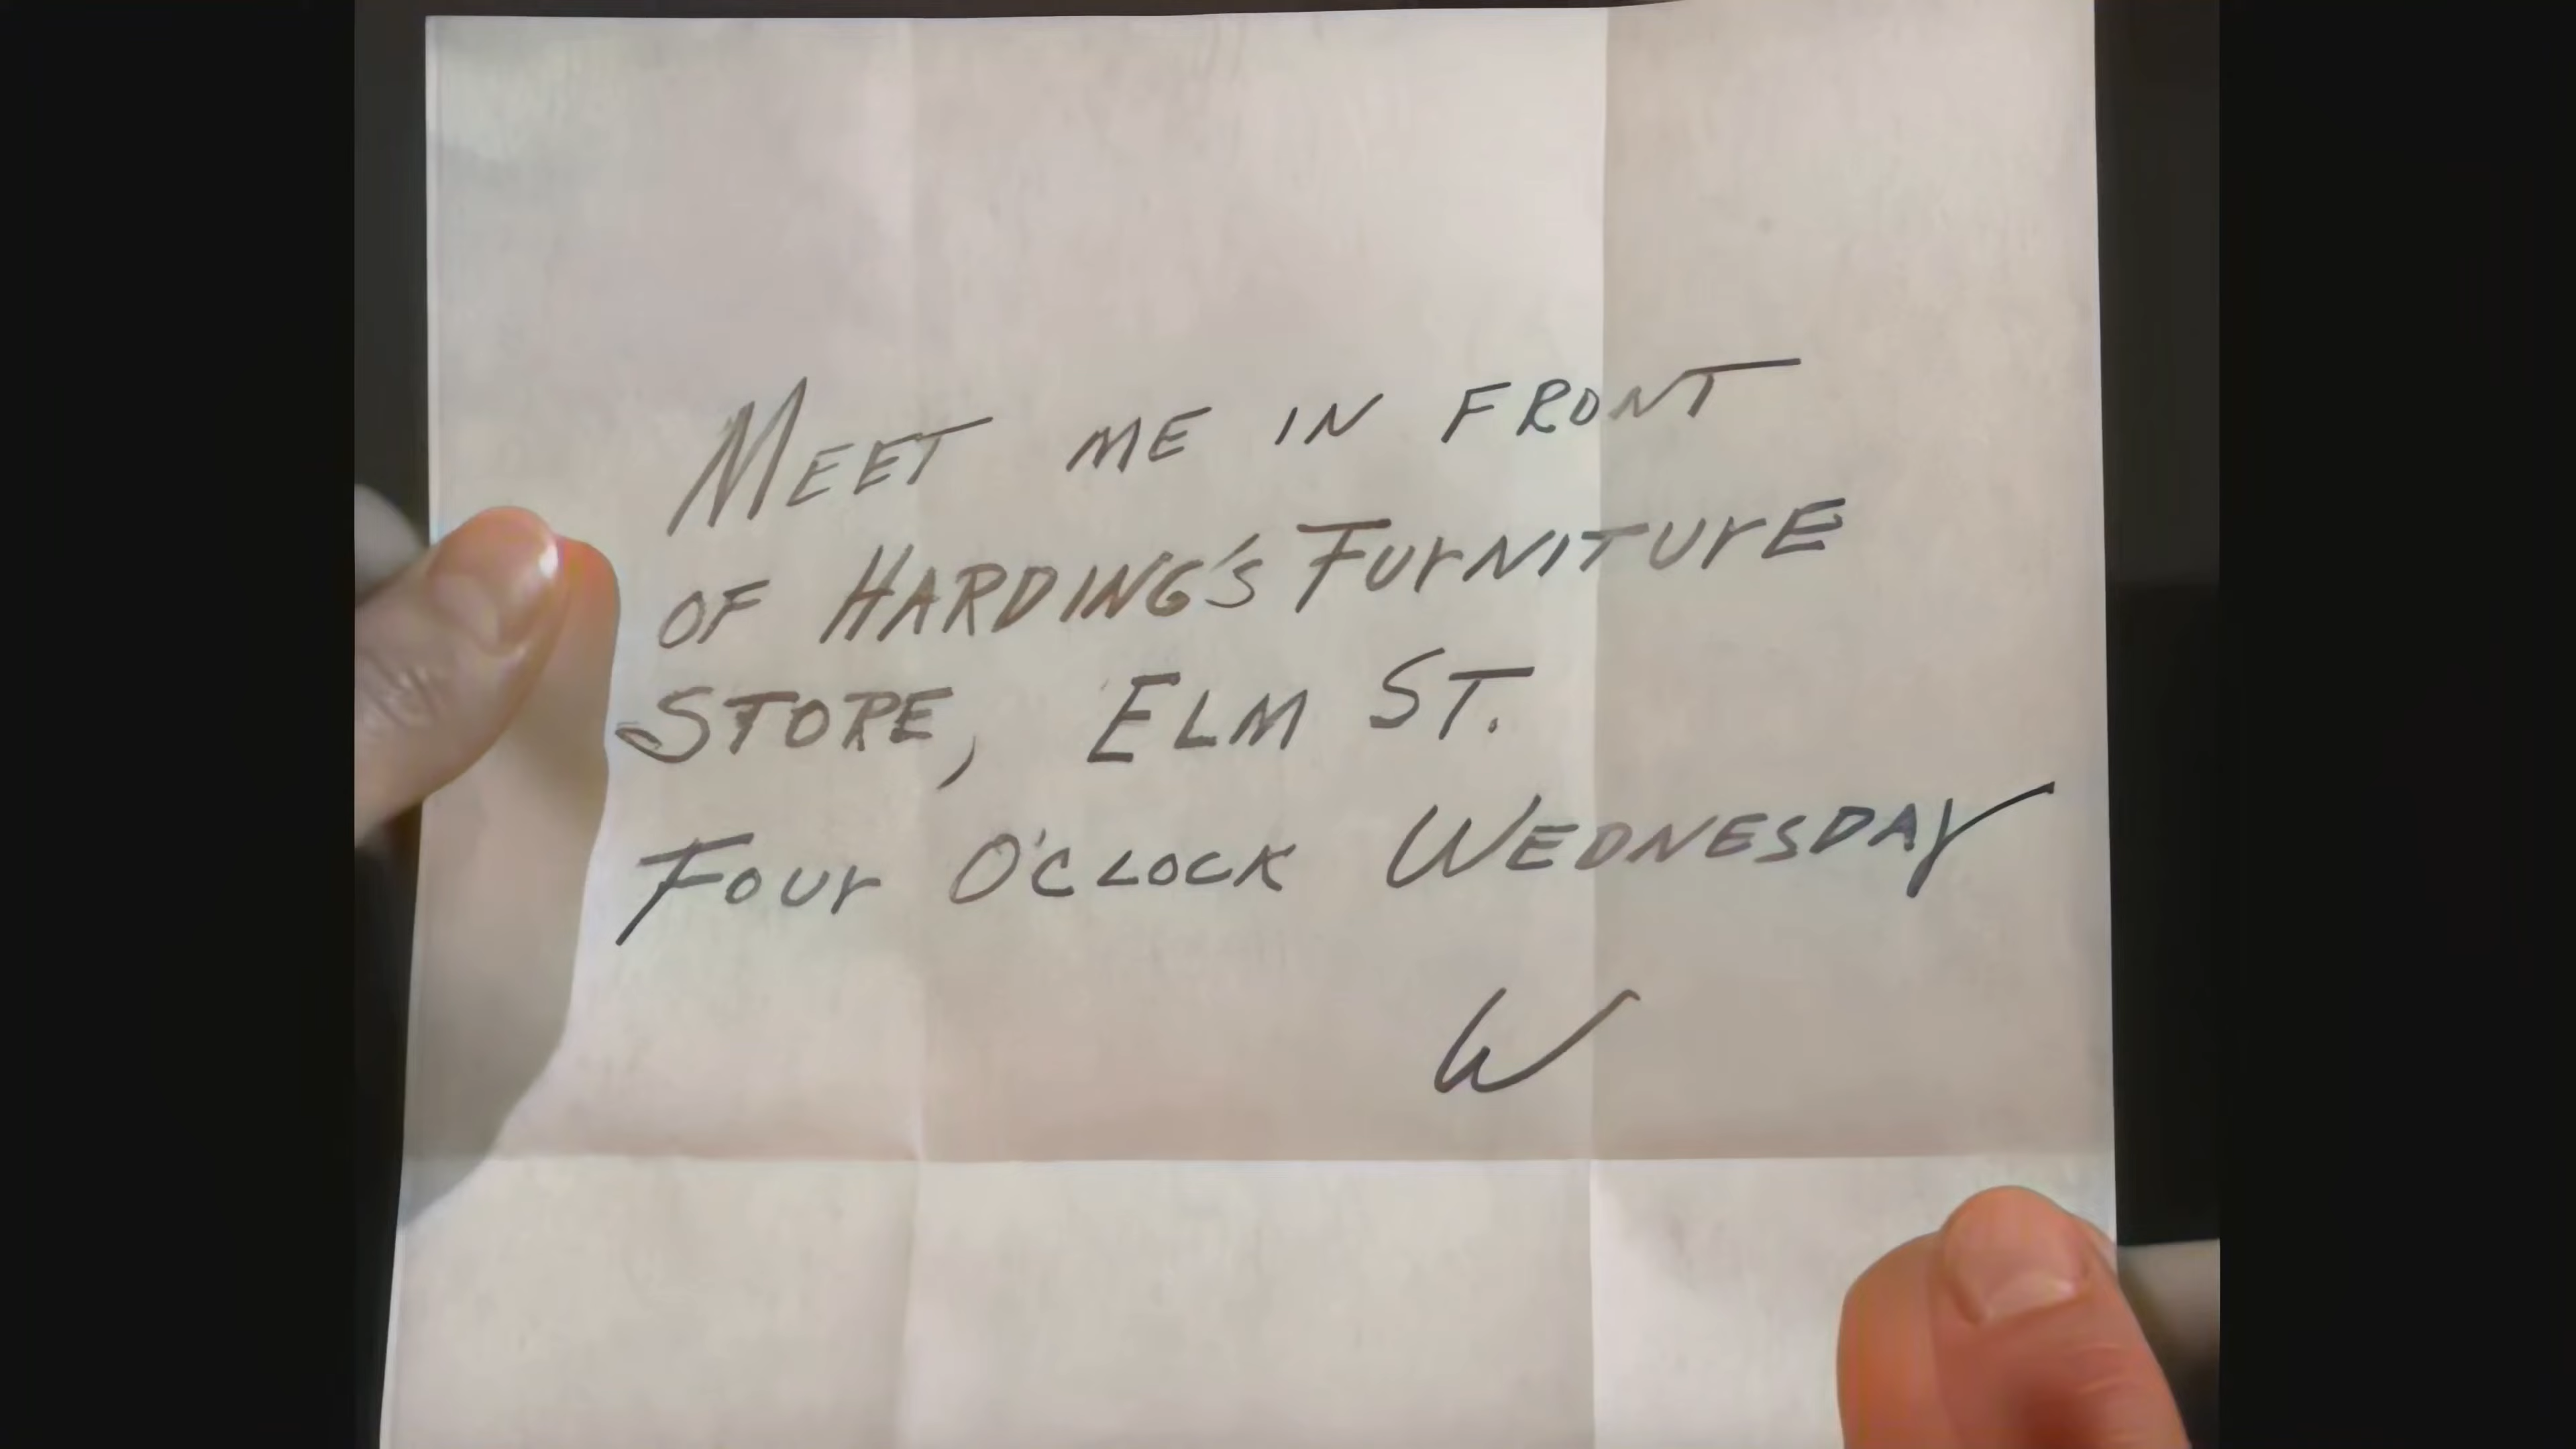 MEET ME IN FRONT
OF HARDING'S FUrNITUrE
STORE, ELM ST.
FOUr O'CLOCK WEDNESDAY
W